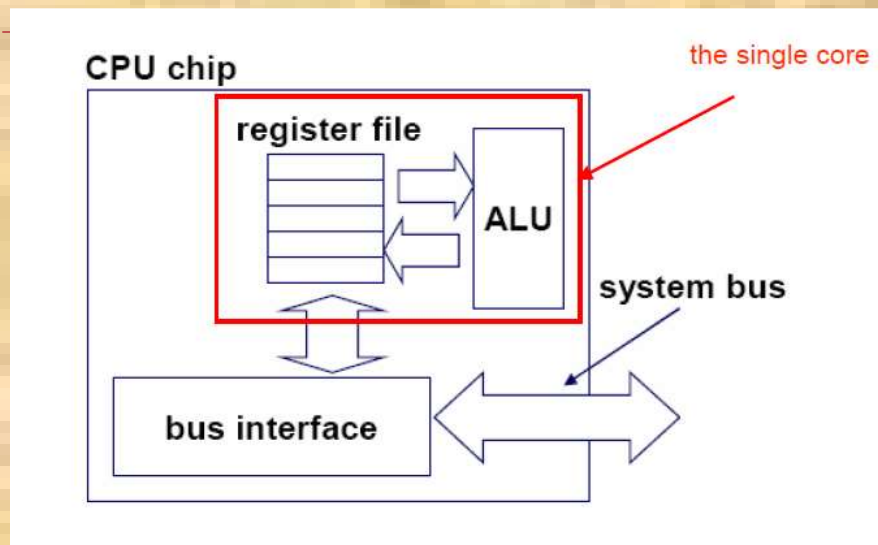 the single core
CPU chip
register file
ALU
system bus
bus interface